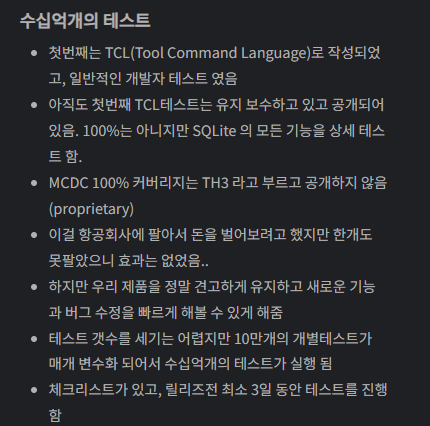 수십억개의 테스트
첫번째는 TCL(Tool Command Language)로 작성되었
고, 일반적인 개발자 테스트 였음
아직도 첫번째 TCL테스트는 유지 보수하고 있고 공개되어
있음. 100%는 아니지만 SQLite 의 모든 기능을 상세 테스
트 함.
MCDC 100% 커버리지는 TH3 라고 부르고 공개하지 않음
(proprietary)
이걸 항공회사에 팔아서 돈을 벌어보려고 했지만 한개도
못팔았으니 효과는 없었음..
하지만 우리 제품을 정말 견고하게 유지하고 새로운 기능
과 버그 수정을 빠르게 해볼 수 있게 해줌
테스트 갯수를 세기는 어렵지만 10만개의 개별테스트가
매개 변수화 되어서 수십억개의 테스트가 실행 됨
체크리스트가 있고, 릴리즈전 최소 3일 동안 테스트를 진행
함